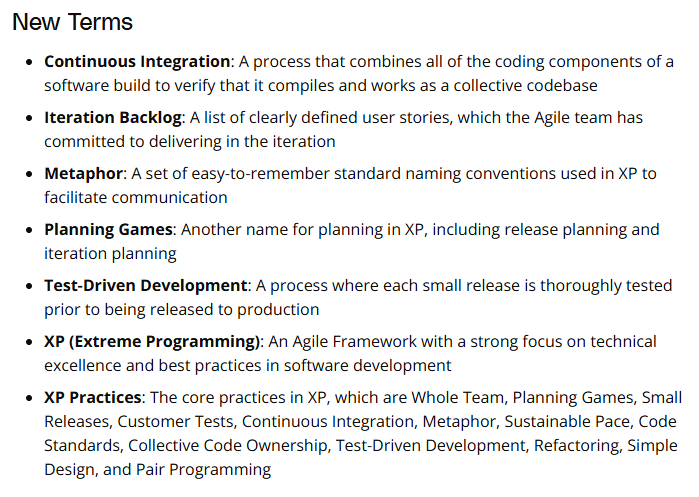 New Terms
• Continuous Integration: A process that combines all of the coding components of a
software build to verify that it compiles and works as a collective codebase
• Iteration Backlog: A list of clearly defined user stories, which the Agile team has
committed to delivering in the iteration
• Metaphor: A set of easy-to-remember standard naming conventions used in XP to
facilitate communication
• Planning Games: Another name for planning in XP, including release planning and
iteration planning
• Test-Driven Development: A process where each small release is thoroughly tested
prior to being released to production
• XP (Extreme Programming): An Agile Framework with a strong focus on technical
excellence and best practices in software development
• XP Practices: The core practices in XP, which are Whole Team, Planning Games, Small
Releases, Customer Tests, Continuous Integration, Metaphor, Sustainable Pace, Code
Standards, Collective Code Ownership, Test-Driven Development, Refactoring, Simple
Design, and Pair Programming